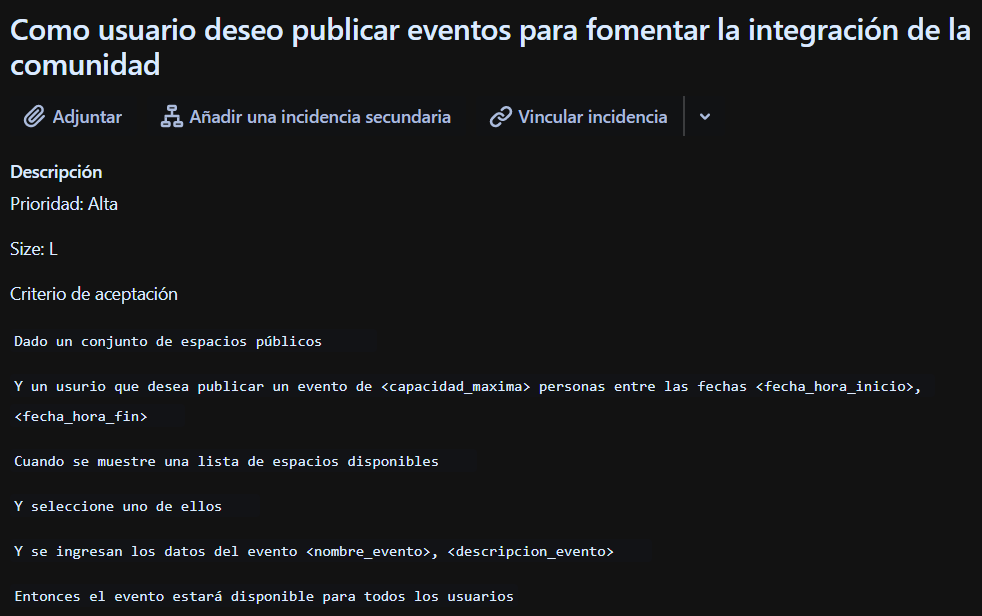 Como usuario deseo publicar eventos para fomentar la integración de la
comunidad
Adjuntar Añadir una incidencia secundaria Vincular incidencia
Descripción
Prioridad: Alta
Size: L
Criterio de aceptación
Dado un conjunto de espacios públicos
Y un usurio que desea publicar un evento de <capacidad_maxima> personas entre las fechas <fecha_hora_inicio>,
<fecha_hora_fin>
Cuando se muestre una lista de espacios disponibles
Y seleccione uno de ellos
Y se ingresan los datos del evento <nombre_evento>, <descripcion_evento>
Entonces el evento estará disponible para todos los usuarios